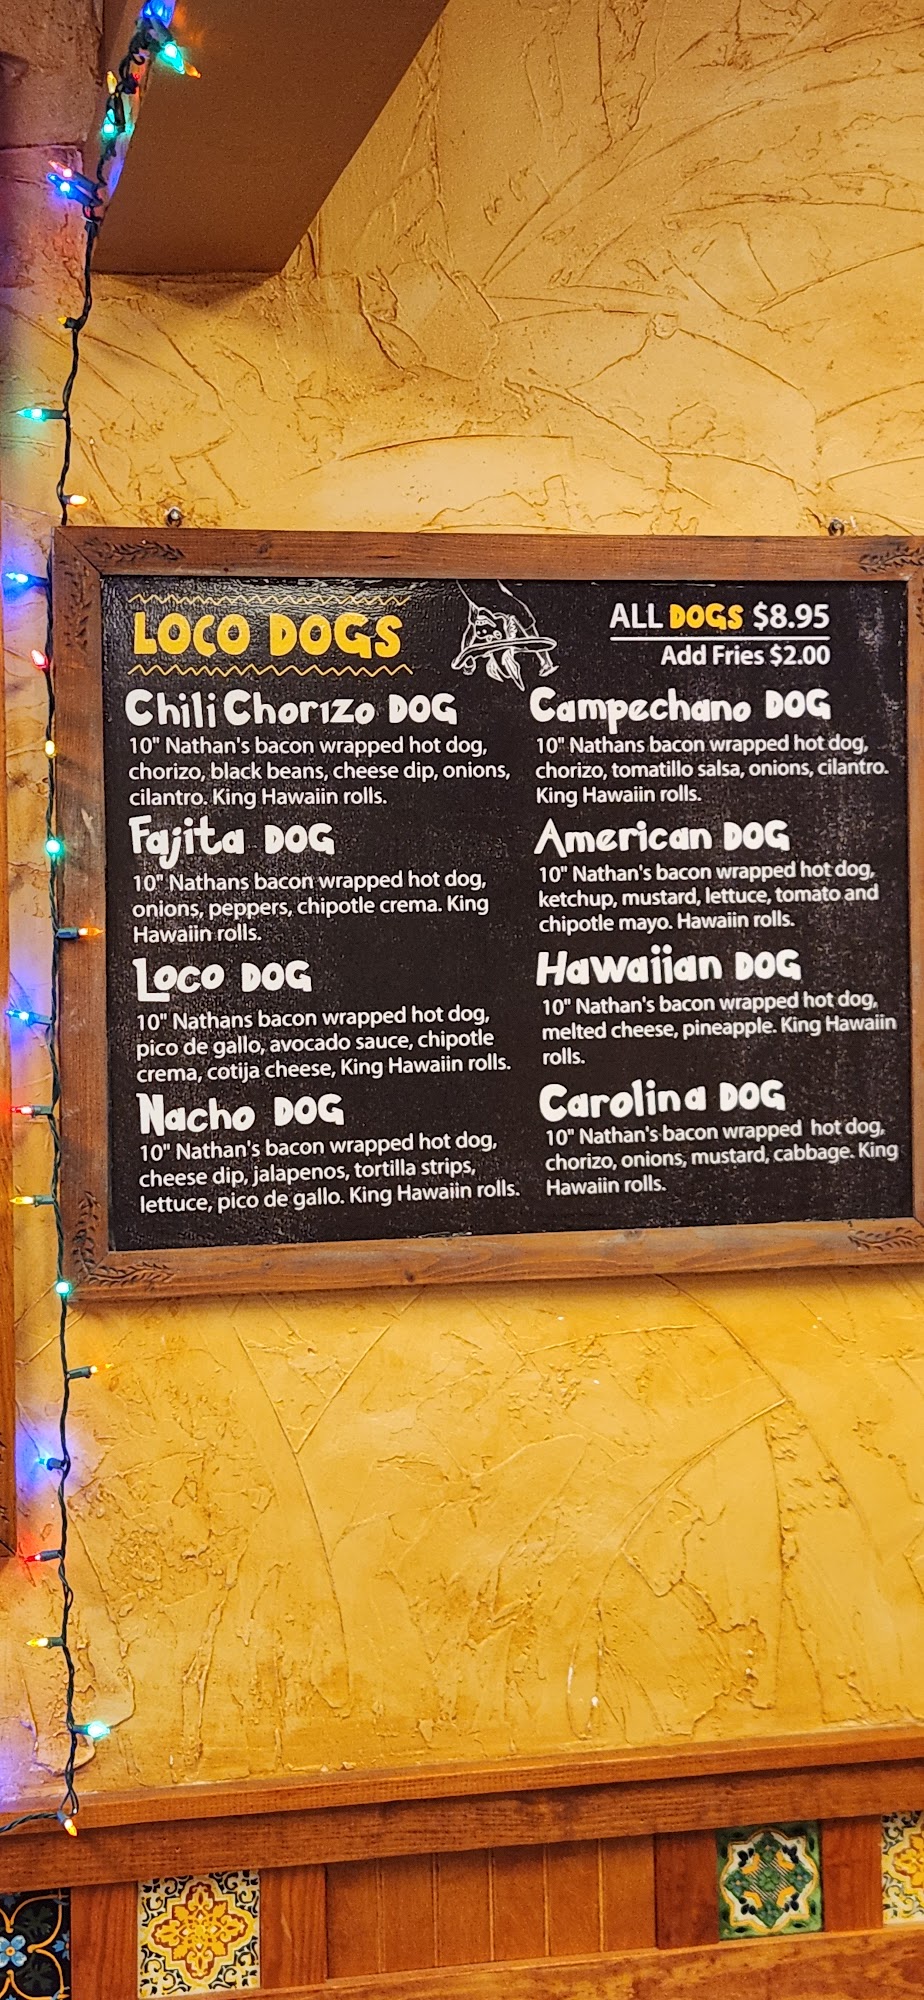 LOCO DOGS
ALL DOGS $8.95
Add Fries $2.00
Chili Chorizo DOG
10" Nathan's bacon wrapped hot dog,
chorizo, black beans, cheese dip, onions,
cilantro. King Hawaiin rolls.
Fajita DOG
10" Nathans bacon wrapped hot dog,
onions, peppers, chipotle crema. King
Hawaiin rolls.
Loco DOG
10" Nathans bacon wrapped hot dog,
pico de gallo, avocado sauce, chipotle
crema, cotija cheese, King Hawaiin rolls.
Nacho DOG
10" Nathan's bacon wrapped hot dog,
cheese dip, jalapenos, tortilla strips,
lettuce, pico de gallo. King Hawaiin rolls.
Campechano DOG
10" Nathans bacon wrapped hot dog,
chorizo, tomatillo salsa, onions, cilantro.
King Hawaiin rolls.
American DOG
10" Nathan's bacon wrapped hot dog,
ketchup, mustard, lettuce, tomato and
chipotle mayo. Hawaiin rolls.
Hawaiian DOG
10" Nathan's bacon wrapped hot dog,
melted cheese, pineapple. King Hawaiin
rolls.
Carolina DOG
10" Nathan's bacon wrapped hot dog,
chorizo, onions, mustard, cabbage. King
Hawaiin rolls.